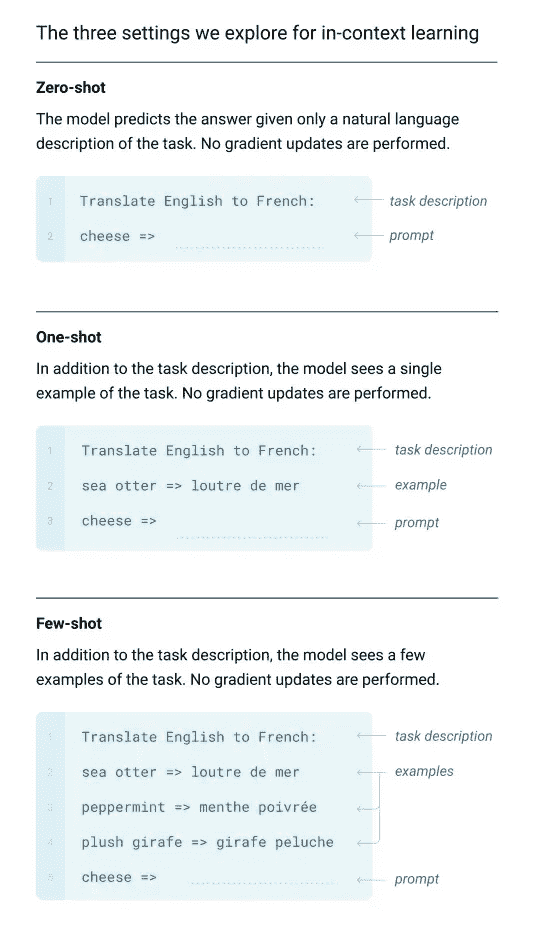 The three settings we explore for in-context learning
Zero-shot
The model predicts the answer given only a natural language
description of the task. No gradient updates are performed.
1 Translate English to French: task description
2 cheese => prompt
One-shot
In addition to the task description, the model sees a single
example of the task. No gradient updates are performed.
1 Translate English to French: task description
2 sea otter => loutre de mer example
3 cheese => prompt
Few-shot
In addition to the task description, the model sees a few
examples of the task. No gradient updates are performed.
1 Translate English to French: task description
2 sea otter => loutre de mer examples
3 peppermint => menthe poivrée
4 plush girafe => girafe peluche
5 cheese => prompt